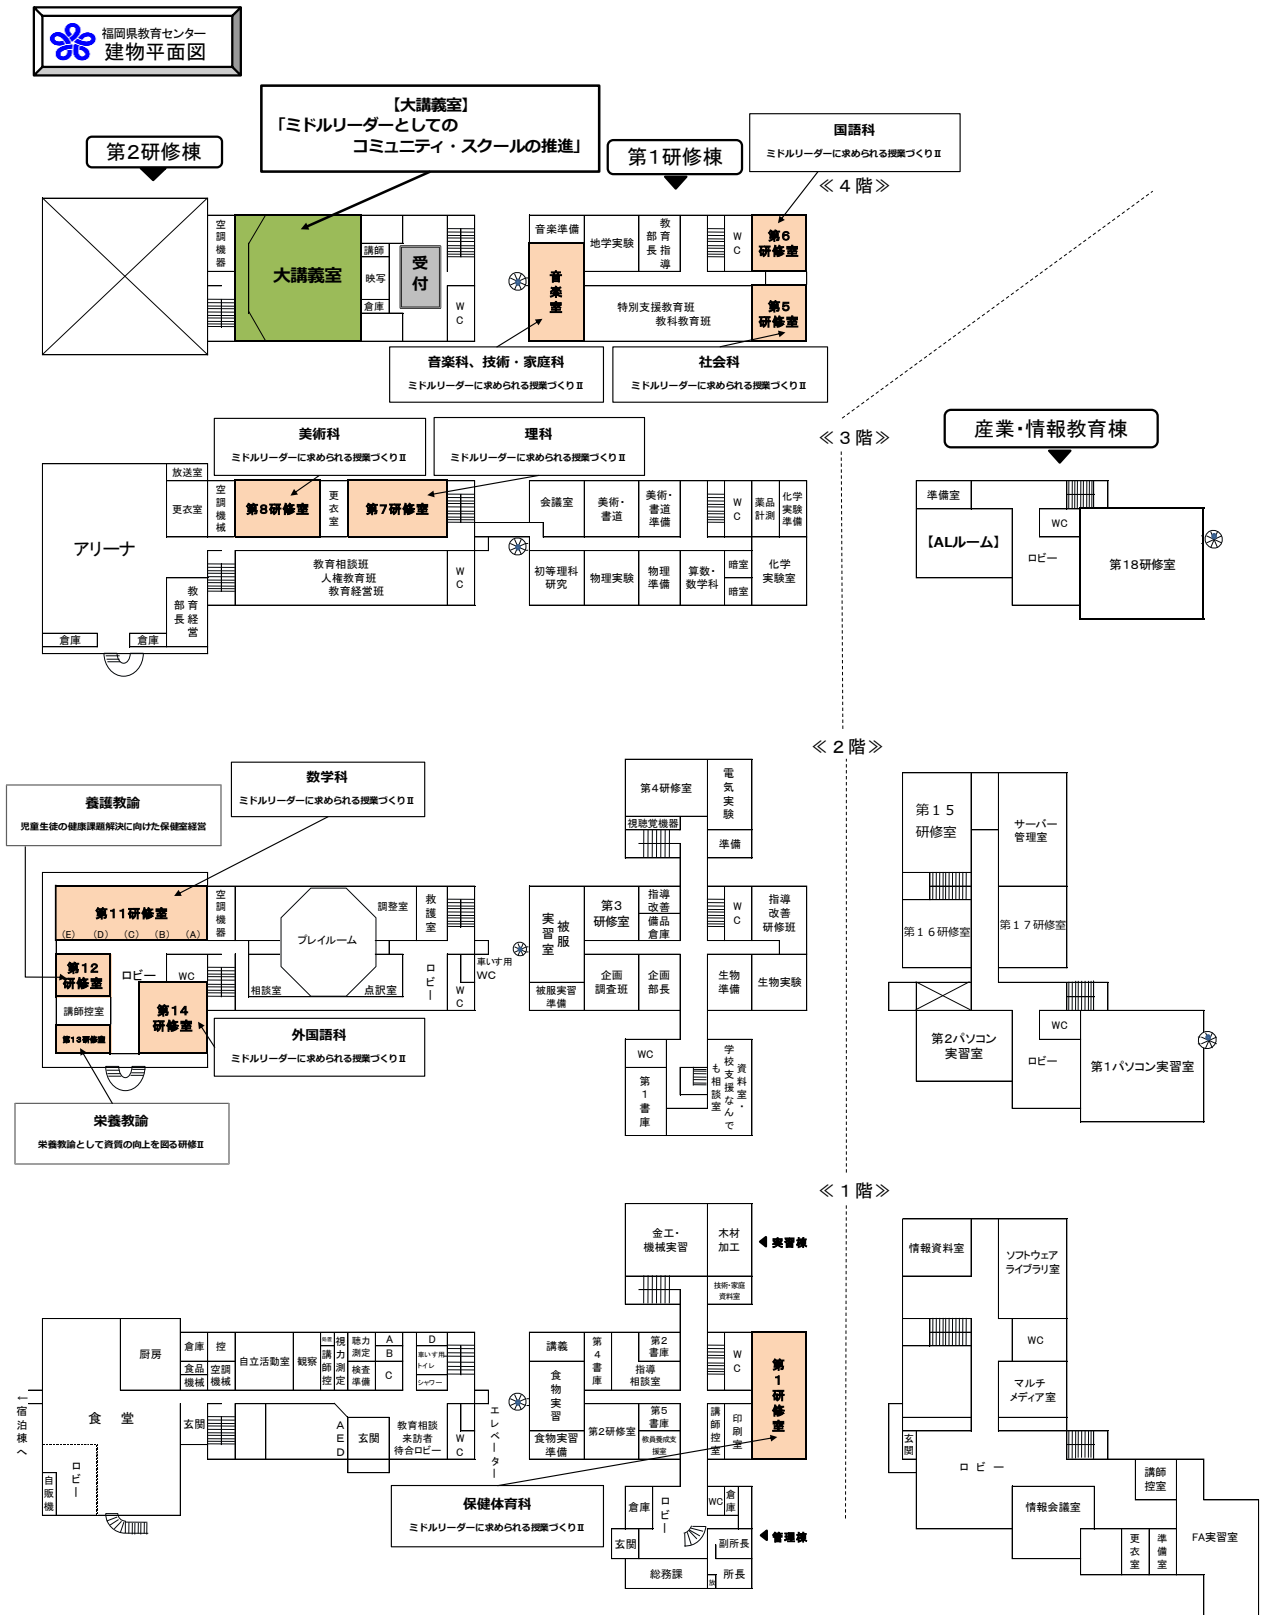 福岡県教育センター
建物平面図
【大講義室】
「ミドルリーダーとしての
コミュニティ・スクールの推進」
第2研修棟
第1研修棟
国語科
ミドルリーダーに求められる授業づくりⅡ
≪4階≫
空調機器
大講義室
講師
映写
倉庫
受付
WC
音楽準備
地学実験
教育指導部長
WC
第6
研修室
音楽室
特別支援教育班
教科教育班
第5
研修室
音楽科、技術・家庭科
ミドルリーダーに求められる授業づくりⅡ
社会科
ミドルリーダーに求められる授業づくりⅡ
美術科
ミドルリーダーに求められる授業づくりⅡ
理科
ミドルリーダーに求められる授業づくりⅡ
≪3階≫
産業・情報教育棟
放送室
更衣室
空調機械
第8研修室
更衣室
第7研修室
アリーナ
教育相談班
人権教育班
教育経営班
WC
教育経営部長
倉庫
倉庫
会議室
美術・
書道
美術・
書道
準備
WC
薬品
計測
化学
実験
準備
初等理科
研究
物理実験
物理
準備
算数・
数学科
暗室
暗室
化学
実験室
準備室
【ALルーム】
WC
ロビー
第18研修室
≪2階≫
数学科
ミドルリーダーに求められる授業づくりⅡ
養護教諭
児童生徒の健康課題解決に向けた保健室経営
第11研修室
(E) (D) (C) (B) (A)
空調機器
第12
研修室
ロビー
WC
講師控室
第14
研修室
第13研修室
プレイルーム
調整室
救護室
相談室
点訳室
ロビー
WC
車いす用
WC
外国語科
ミドルリーダーに求められる授業づくりⅡ
栄養教諭
栄養教諭として資質の向上を図る研修Ⅱ
第4研修室
電気実験
視聴覚機器
準備
被服実習室
第3
研修室
指導
改善
備品
倉庫
WC
指導
改善
研修班
被服実習
準備
企画
調査班
企画
部長
生物
準備
生物実験
WC
第1書庫
資料室・学校支援なんでも相談室
第15
研修室
サーバー
管理室
第16研修室
第17研修室
第2パソコン
実習室
WC
ロビー
第1パソコン実習室
≪1階≫
金工・
機械実習
木材
加工
実習棟
技術・家庭
資料室
厨房
倉庫
控
食品
機械
空調
機械
自立活動室
観察
講師控
視力測定
聴力
測定
検査
準備
A
B
C
D
車いす用
トイレ
シャワー
←宿泊棟へ
食堂
玄関
AED
玄関
教育相談
来訪者
待合ロビー
WC
エレベーター
ロビー
自販機
講義
第4書庫
第2
書庫
指導
相談室
WC
第1研修室
食物実習
食物実習
準備
第2研修室
第5
書庫
教員養成支
援室
講師控室
印刷室
保健体育科
ミドルリーダーに求められる授業づくりⅡ
倉庫
ロビー
WC
倉庫
玄関
副所長
管理棟
総務課
所長
情報資料室
ソフトウェア
ライブラリ室
WC
マルチ
メディア室
玄関
ロビー
講師
控室
情報会議室
更衣室
準備室
FA実習室